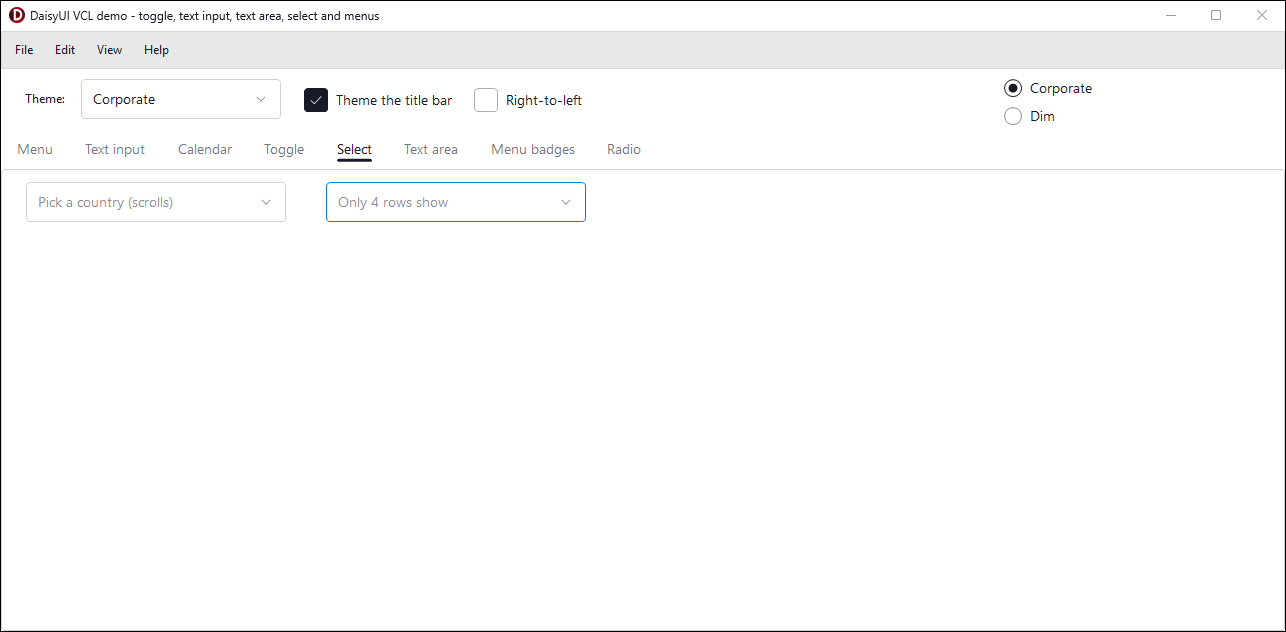 DaisyUI VCL demo - toggle, text input, text area, select and menus
File Edit View Help
Theme: Corporate Theme the title bar Right-to-left
Corporate
Dim
Menu Text input Calendar Toggle Select Text area Menu badges Radio
Pick a country (scrolls) Only 4 rows show